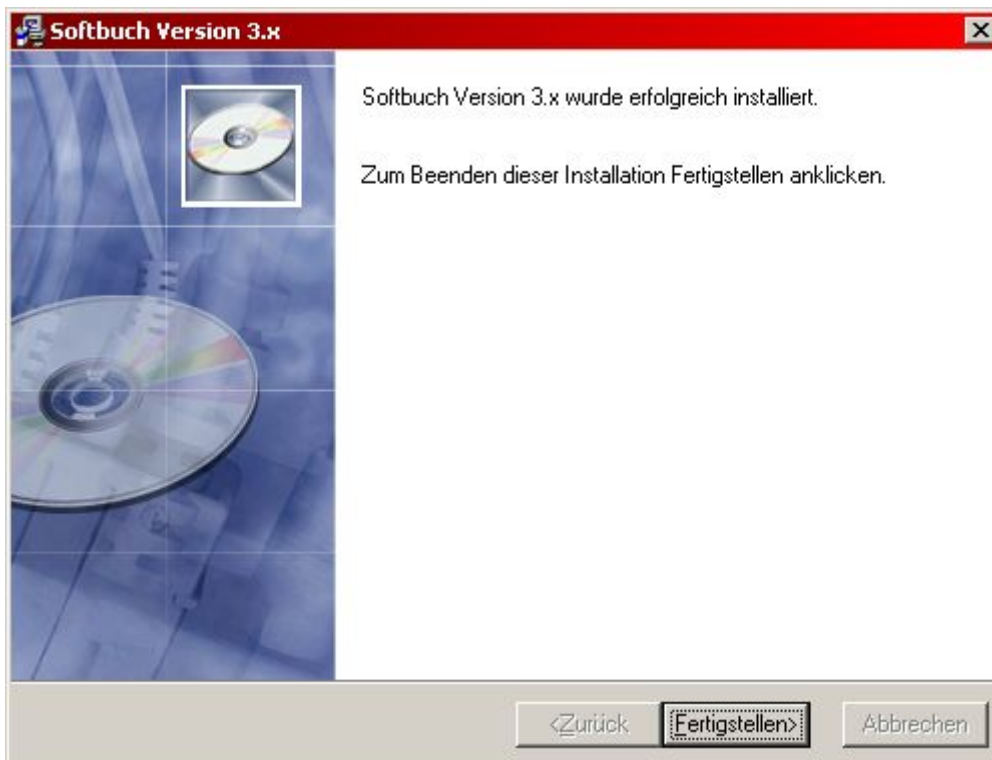 Softbuch Version 3.x
Softbuch Version 3.x wurde erfolgreich installiert.
Zum Beenden dieser Installation Fertigstellen anklicken.
<Zurück
Fertigstellen>
Abbrechen